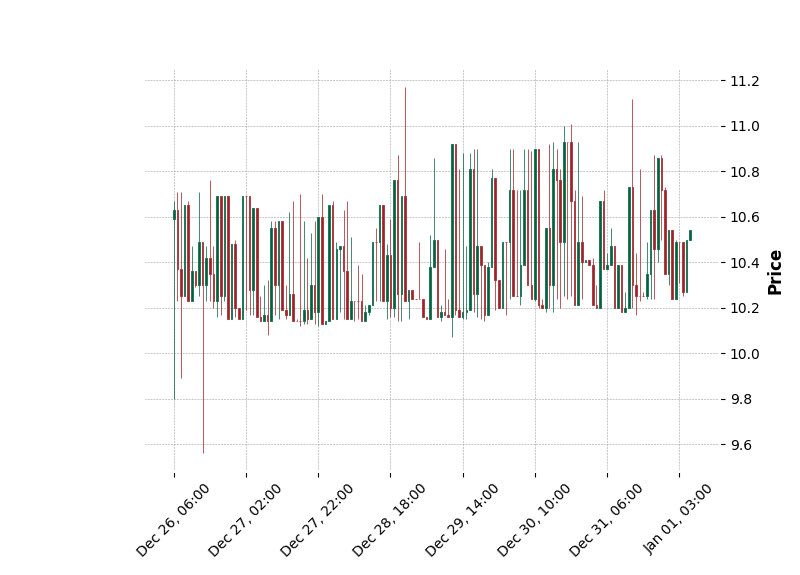 11.2
11.0
10.8
10.6
10.4
10.2
10.0
9.8
9.6
Price
Dec 26, 06:00
Dec 27, 02:00
Dec 27, 22:00
Dec 28, 18:00
Dec 29, 14:00
Dec 30, 10:00
Dec 31, 06:00
Jan 01, 03:00